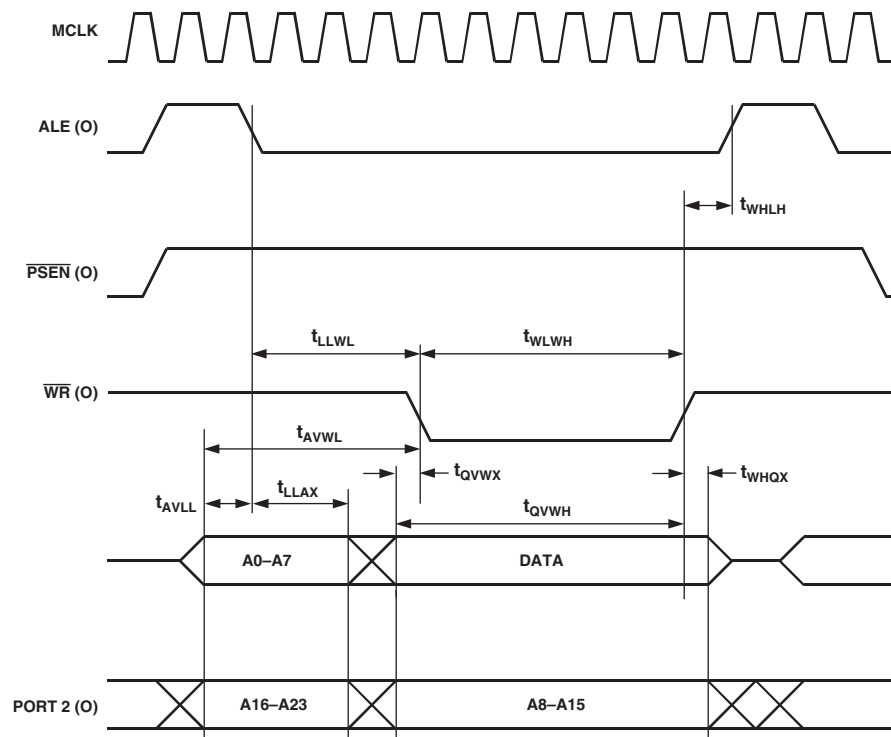 MCLK
ALE (O)
tWHLH
PSEN (O)
tLLWL
tWLWH
WR (O)
tAVWL
tQVWX
tWHQX
tAVLL
tLLAX
tQVWH
A0–A7
DATA
PORT 2 (O)
A16–A23
A8–A15